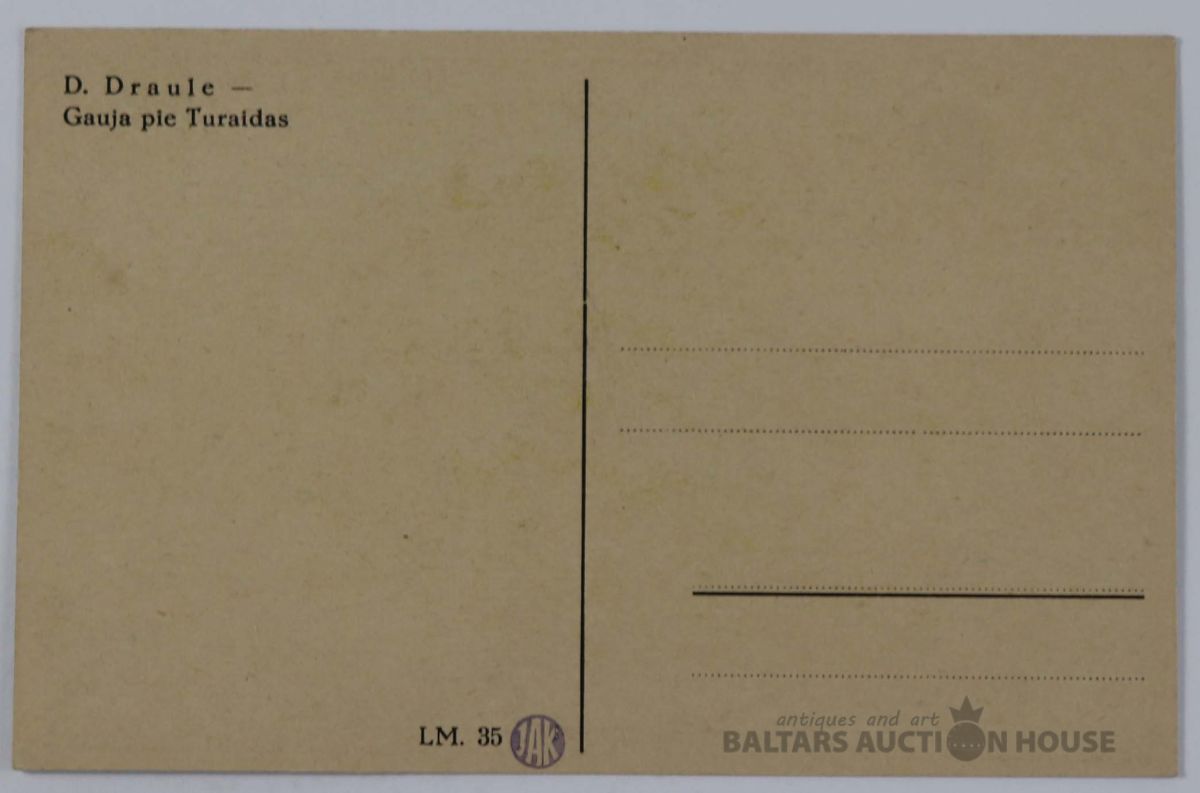 D. Draule —
Gauja pie Turaidas
LM. 35
JAK
antiques and art
BALTARS AUCTION HOUSE